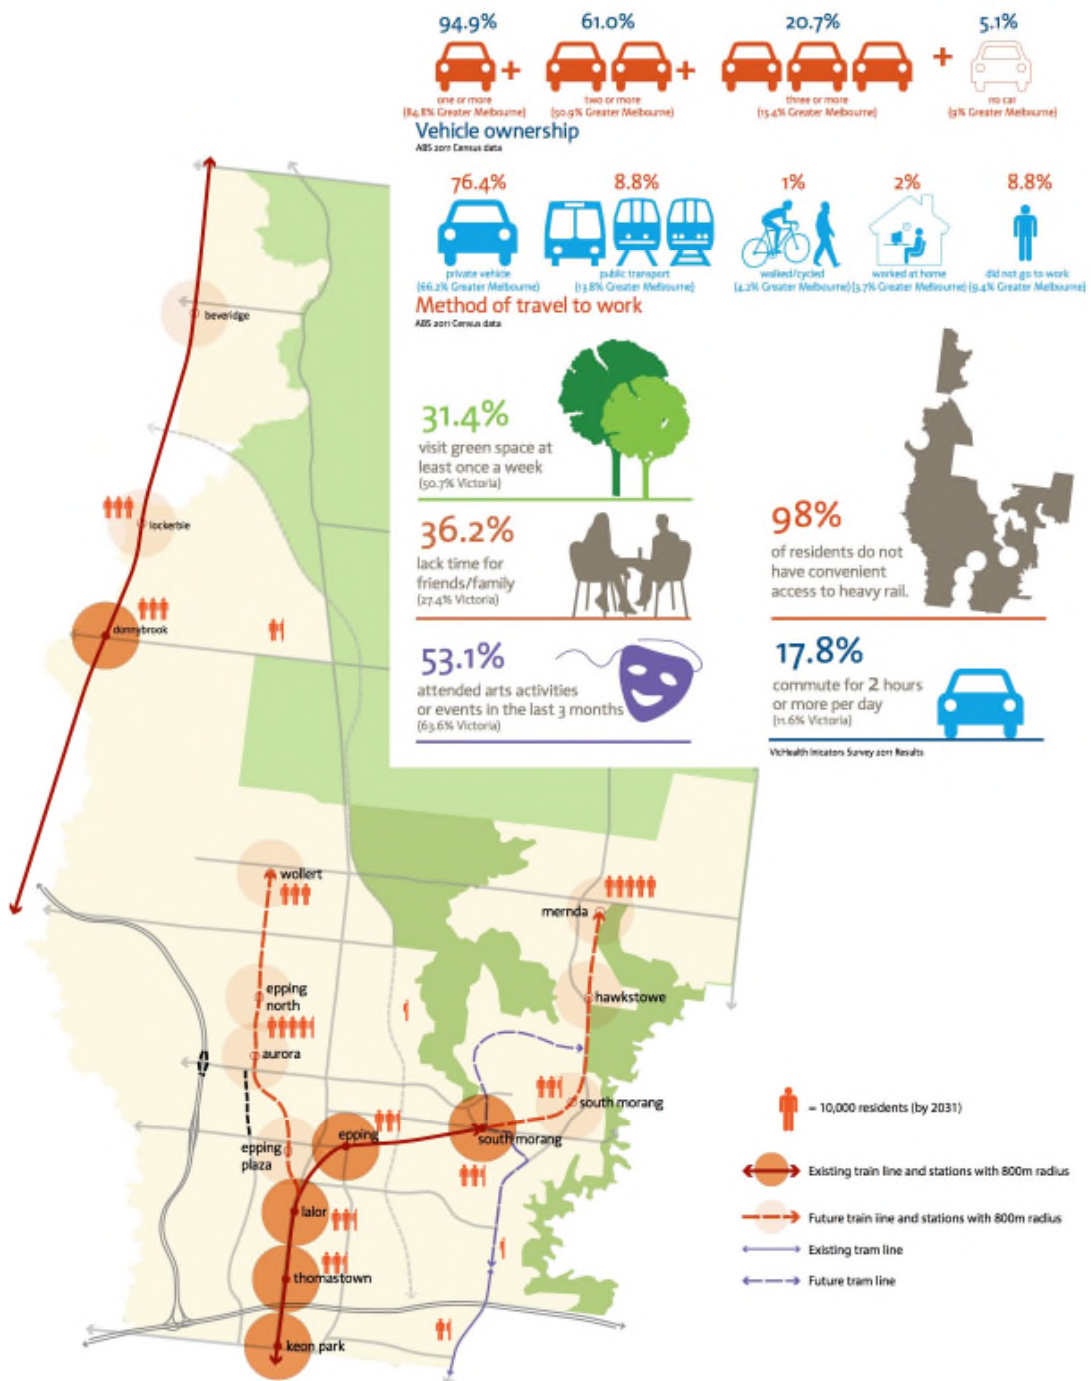 94.9% 61.0% 20.7% 5.1%
+ + +
one or more two or more three or more no car
(84.8% Greater Melbourne) (50.9% Greater Melbourne) (15.4% Greater Melbourne) (9% Greater Melbourne)
Vehicle ownership
ABS 2011 Census data
76.4% 8.8% 1% 2% 8.8%
private vehicle public transport walked/cycled worked at home did not go to work
(66.2% Greater Melbourne) (13.8% Greater Melbourne) (4.2% Greater Melbourne) (3.7% Greater Melbourne) (9.4% Greater Melbourne)
Method of travel to work
ABS 2011 Census data
31.4%
visit green space at
least once a week
(50.7% Victoria)
36.2%
lack time for
friends/family
(27.4% Victoria)
53.1%
attended arts activities
or events in the last 3 months
(63.6% Victoria)
98%
of residents do not
have convenient
access to heavy rail.
17.8%
commute for 2 hours
or more per day
(11.6% Victoria)
VicHealth Inicators Survey 2011 Results
beveridge
lockerbie
donnybrook
wollert
mernda
epping
north
hawkstowe
aurora
south morang
epping
south morang
epping
plaza
lalor
thomastown
keon park
= 10,000 residents (by 2031)
Existing train line and stations with 800m radius
Future train line and stations with 800m radius
Existing tram line
Future tram line